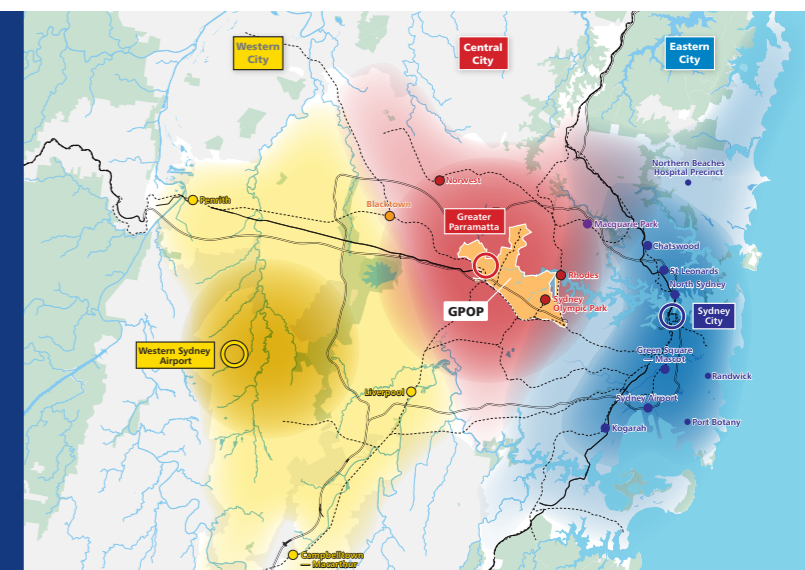 Western
City
Central
City
Eastern
City
Northern Beaches
Hospital Precinct
Norwest
Penrith
Blacktown
Greater
Parramatta
Macquarie Park
Chatswood
St Leonards
North Sydney
Rhodes
Sydney
Olympic Park
GPOP
Sydney
City
Western Sydney
Airport
Green Square
— Mascot
Randwick
Liverpool
Sydney Airport
Kogarah
Port Botany
Campbelltown
— Macarthur